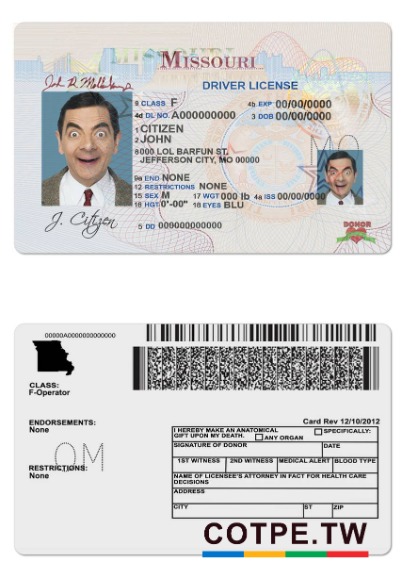 MISSOURI
DRIVER LICENSE
9 CLASS F
4b EXP 00/00/0000
4d DL NO. A000000000
3 DOB 00/00/0000
1 CITIZEN
2 JOHN
8000 LOL BARFUN ST.
JEFFERSON CITY, MO 00000
9a END NONE
12 RESTRICTIONS NONE
15 SEX M 17 WGT 000 lb 4a ISS 00/00/0000
16 HGT 0'-00" 18 EYES BLU
MO
J. Citizen
5 DD 000000000000
DONOR
00000A0000000000000
CLASS:
F-Operator
ENDORSEMENTS:
None
OM
RESTRICTIONS:
None
Card Rev 12/10/2012
I HEREBY MAKE AN ANATOMICAL
GIFT UPON MY DEATH.
ANY ORGAN
SPECIFICALLY:
SIGNATURE OF DONOR
DATE
1ST WITNESS
2ND WITNESS
MEDICAL ALERT
BLOOD TYPE
NAME OF LICENSEE'S ATTORNEY IN FACT FOR HEALTH CARE
DECISIONS
ADDRESS
CITY
ST
ZIP
COTPE.TW